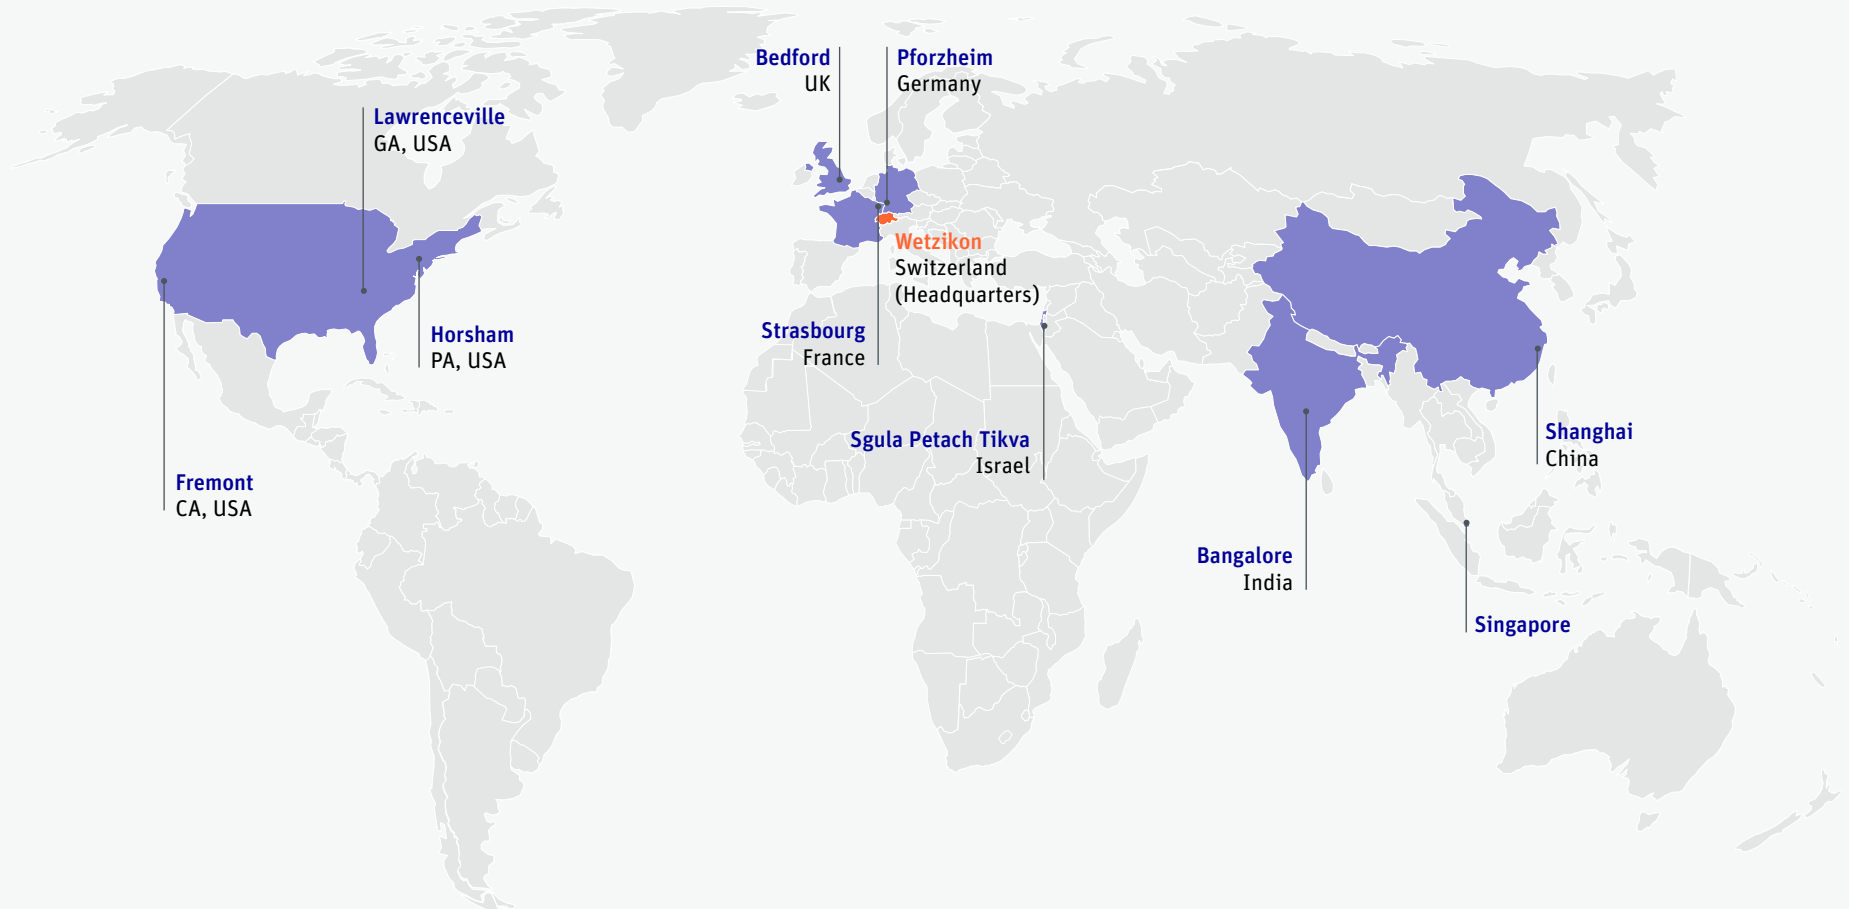 Bedford
UK
Pforzheim
Germany
Lawrenceville
GA, USA
Wetzikon
Switzerland
(Headquarters)
Strasbourg
France
Horsham
PA, USA
Sgula Petach Tikva
Israel
Shanghai
China
Fremont
CA, USA
Bangalore
India
Singapore